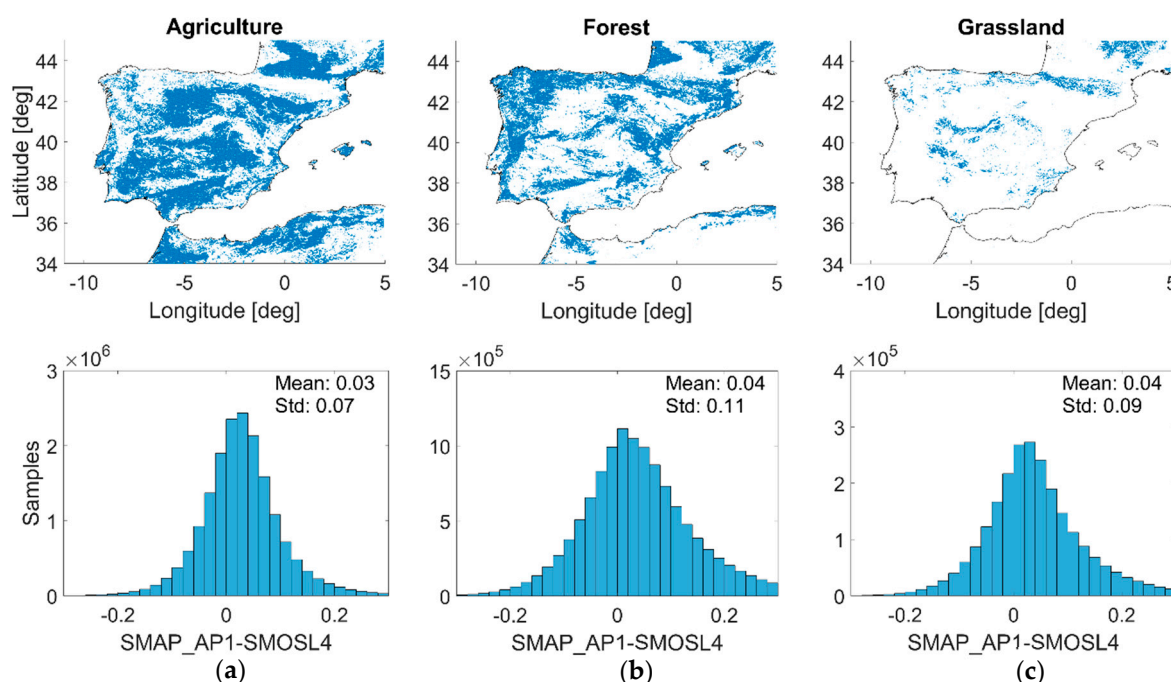 Agriculture
Forest
Grassland
Latitude [deg]
44
42
40
38
36
34
-10
-5
0
5
Longitude [deg]
44
42
40
38
36
34
-10
-5
0
5
Longitude [deg]
44
42
40
38
36
34
-10
-5
0
5
Longitude [deg]
×10⁶
Mean: 0.03
Std: 0.07
Samples
3
2
1
0
-0.2
0
0.2
SMAP_AP1-SMOSL4
(a)
×10⁵
Mean: 0.04
Std: 0.11
15
10
5
0
-0.2
0
0.2
SMAP_AP1-SMOSL4
(b)
×10⁵
Mean: 0.04
Std: 0.09
4
3
2
1
0
-0.2
0
0.2
SMAP_AP1-SMOSL4
(c)